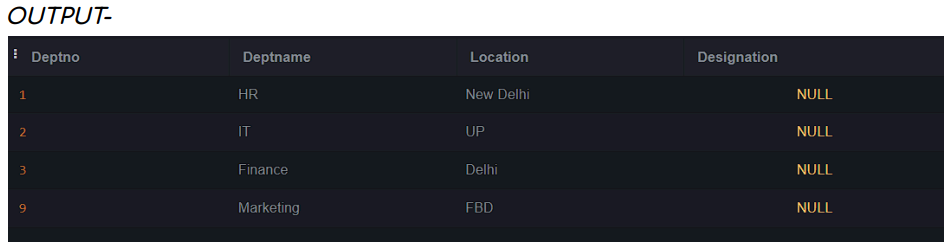 OUTPUT-
Deptno Deptname Location Designation
1 HR New Delhi NULL
2 IT UP NULL
3 Finance Delhi NULL
9 Marketing FBD NULL